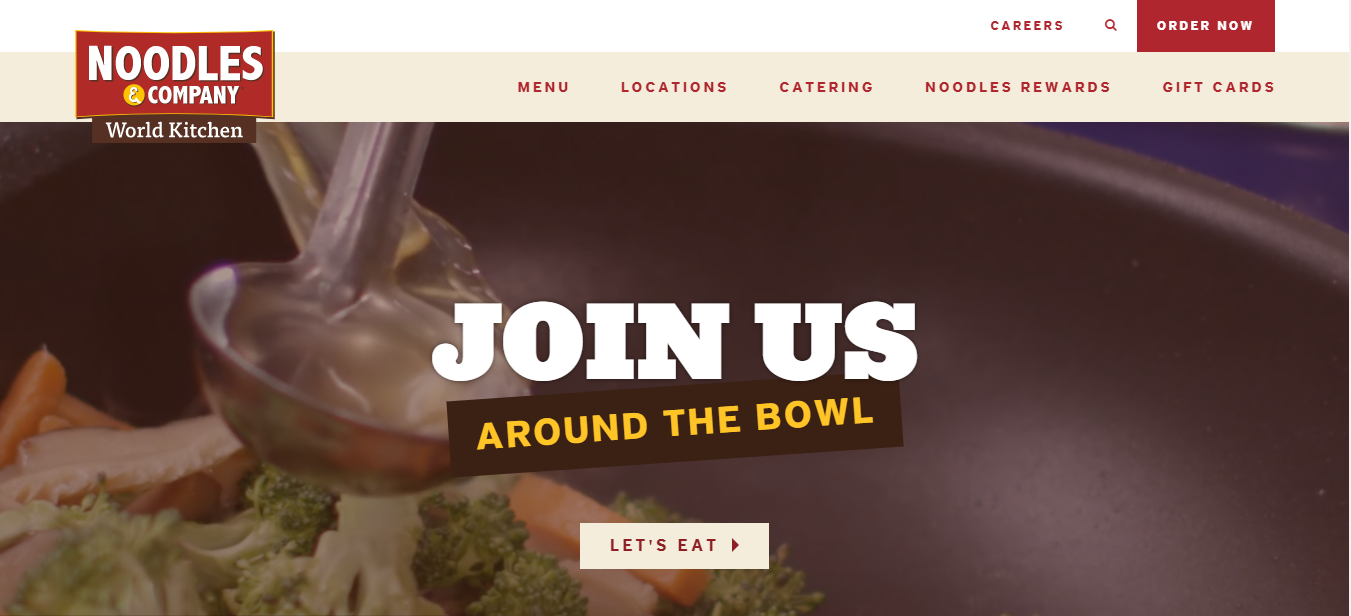 CAREERS
ORDER NOW
NOODLES
& COMPANY
World Kitchen
MENU
LOCATIONS
CATERING
NOODLES REWARDS
GIFT CARDS
JOIN US
AROUND THE BOWL
LET'S EAT